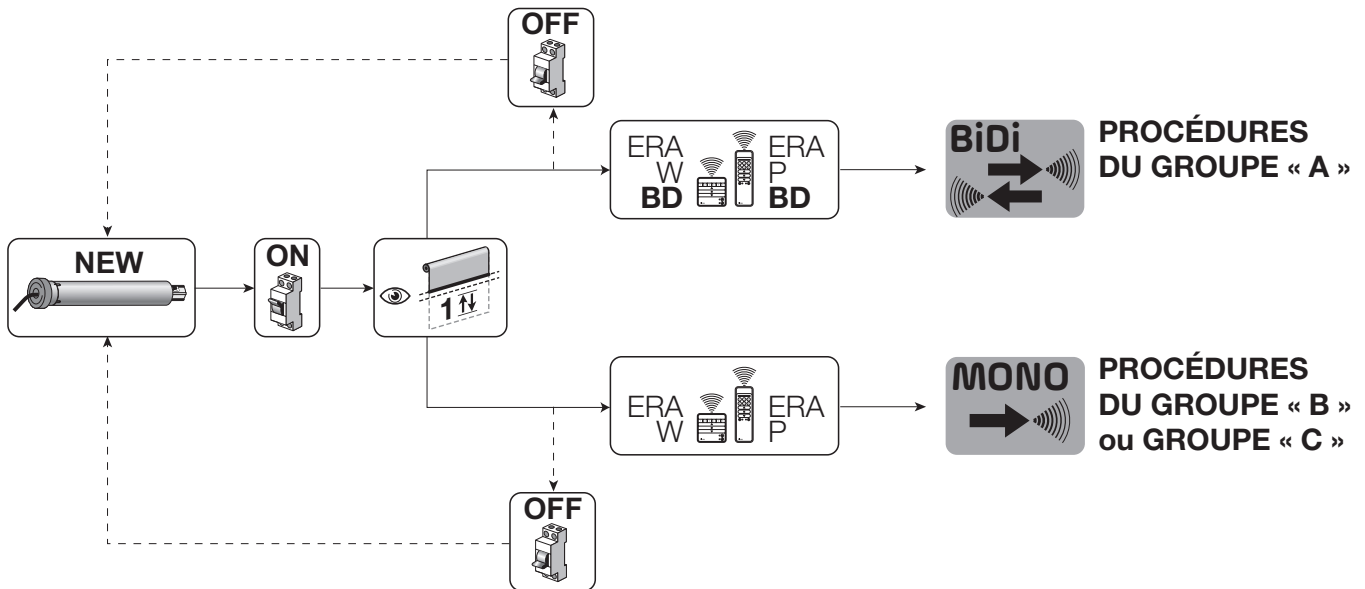 OFF
ERA
W
BD
ERA
P
BD
BiDi
PROCÉDURES
DU GROUPE « A »
NEW
ON
1
ERA
W
ERA
P
MONO
PROCÉDURES
DU GROUPE « B »
ou GROUPE « C »
OFF